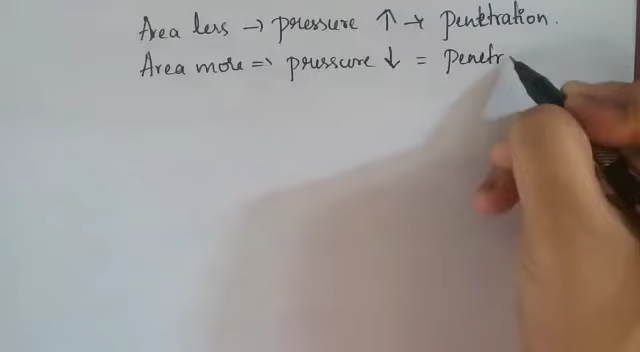 Area less → pressure ↑ → penetration.
Area more => pressure ↓ = penetr